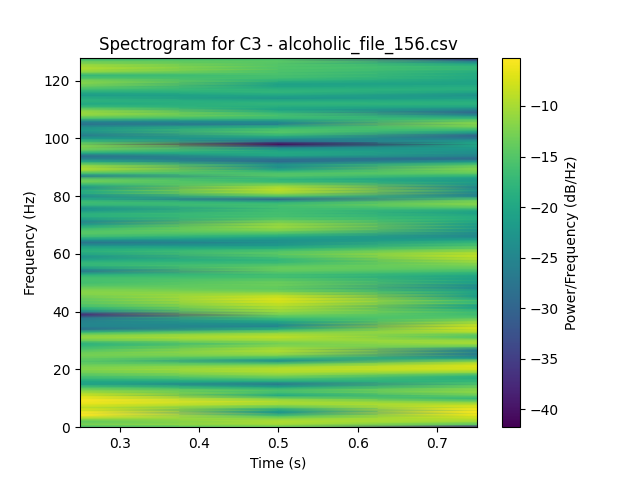 Spectrogram for C3 - alcoholic_file_156.csv
120
100
80
60
40
20
0
Frequency (Hz)
0.3 0.4 0.5 0.6 0.7
Time (s)
−10
−15
−20
−25
−30
−35
−40
Power/Frequency (dB/Hz)